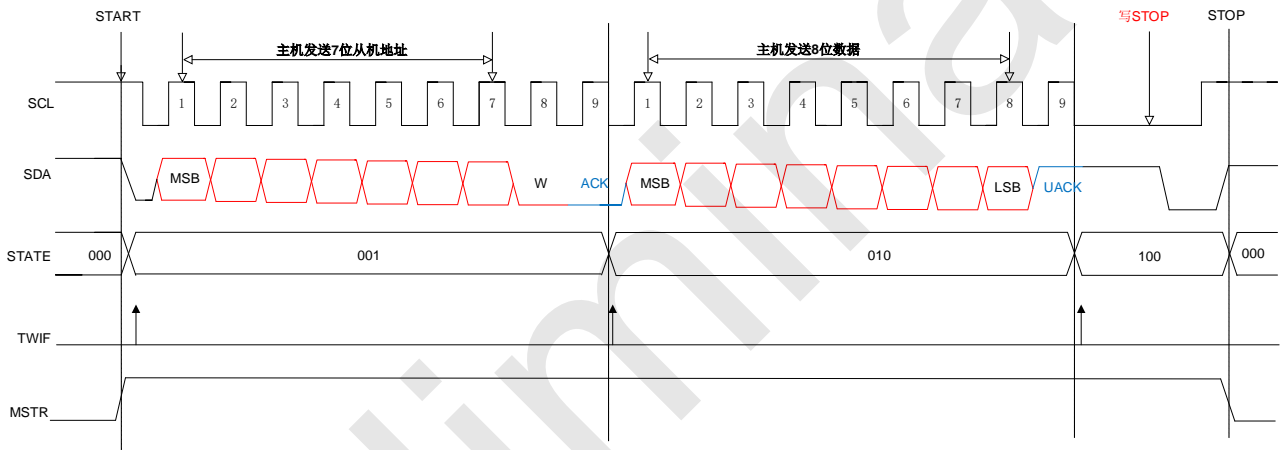 START
写STOP
STOP
主机发送7位从机地址
主机发送8位数据
SCL
1 2 3 4 5 6 7 8 9 1 2 3 4 5 6 7 8 9
SDA
MSB W ACK MSB LSB UACK
STATE
000 001 010 100 000
TWIF
MSTR